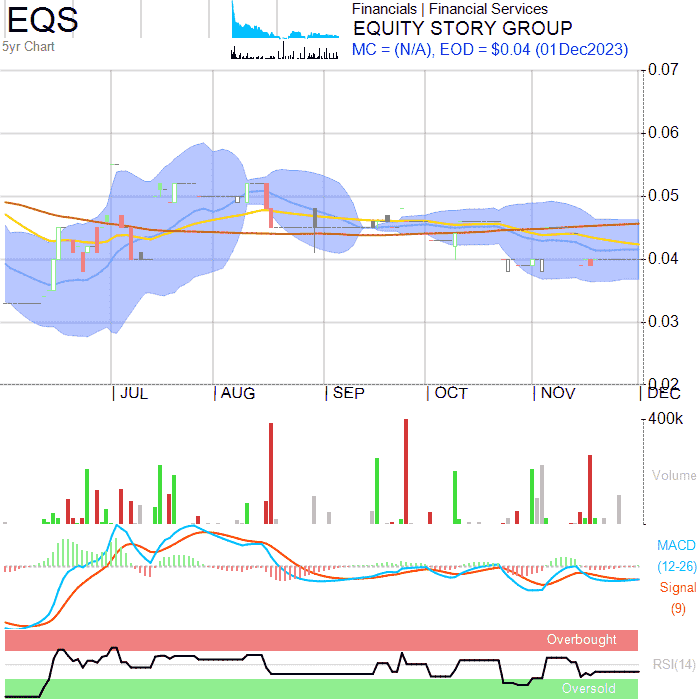 EQS
5yr Chart
Financials | Financial Services
EQUITY STORY GROUP
MC = (N/A), EOD = $0.04 (01Dec2023)
0.07
0.06
0.05
0.04
0.03
0.02
JUL AUG SEP OCT NOV DEC
400k
Volume
MACD
(12-26)
Signal
(9)
Overbought
RSI(14)
Oversold